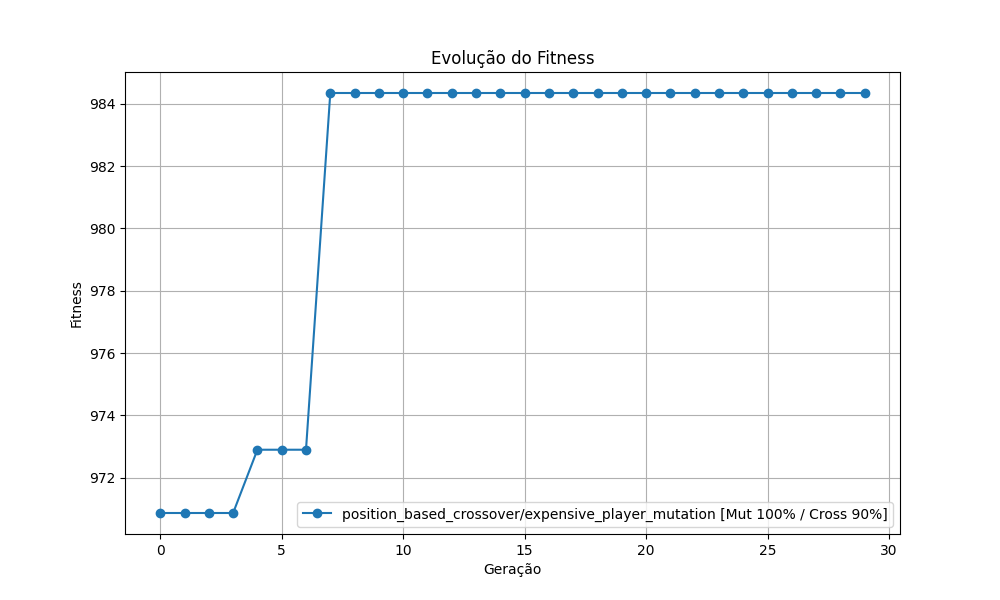 Evolução do Fitness
984
982
980
978
976
974
972
Fitness
position_based_crossover/expensive_player_mutation [Mut 100% / Cross 90%]
0 5 10 15 20 25 30
Geração